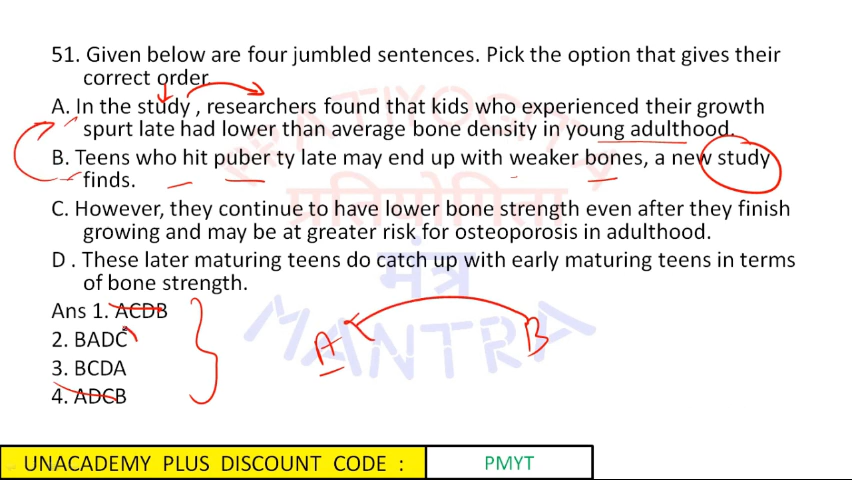 51. Given below are four jumbled sentences. Pick the option that gives their
correct order.
A. In the study , researchers found that kids who experienced their growth
spurt late had lower than average bone density in young adulthood.
B. Teens who hit puber ty late may end up with weaker bones, a new study
finds.
C. However, they continue to have lower bone strength even after they finish
growing and may be at greater risk for osteoporosis in adulthood.
D . These later maturing teens do catch up with early maturing teens in terms
of bone strength.
Ans 1. ACDB
2. BADC
3. BCDA
4. ADCB
A B
PRATIYOGITA
प्रतियोगिता
मंत्र
MANTRA
UNACADEMY PLUS DISCOUNT CODE : PMYT